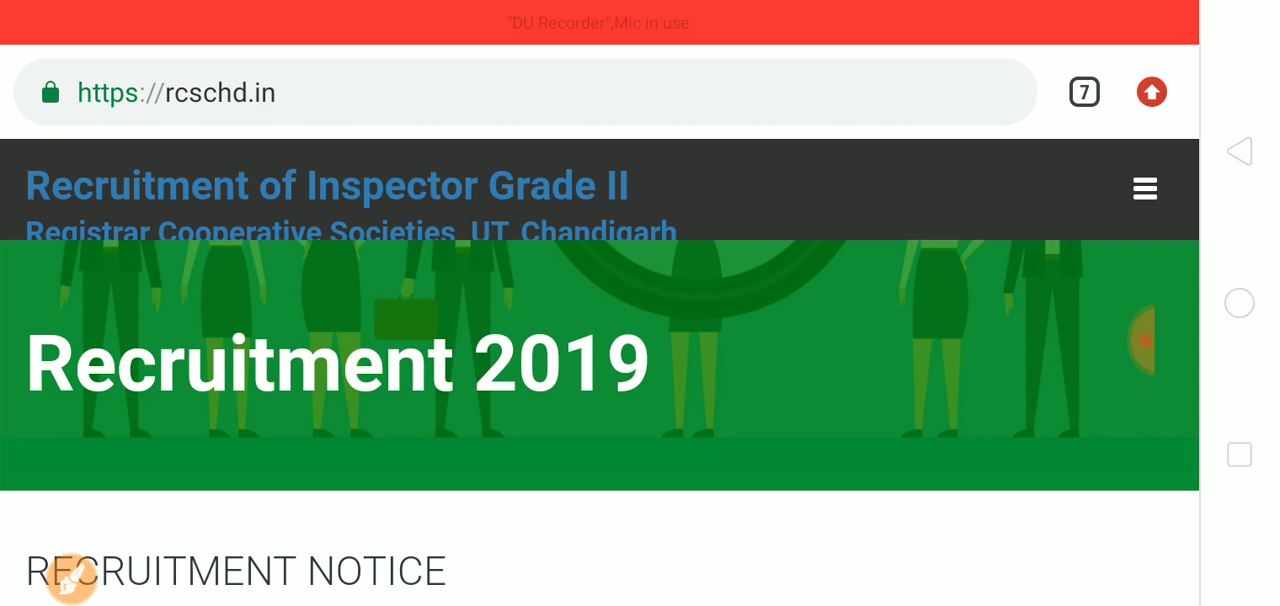 "DU Recorder",Mic in use
https://rcschd.in
7
Recruitment of Inspector Grade II
Registrar Cooperative Societies, UT, Chandigarh
Recruitment 2019
RECRUITMENT NOTICE